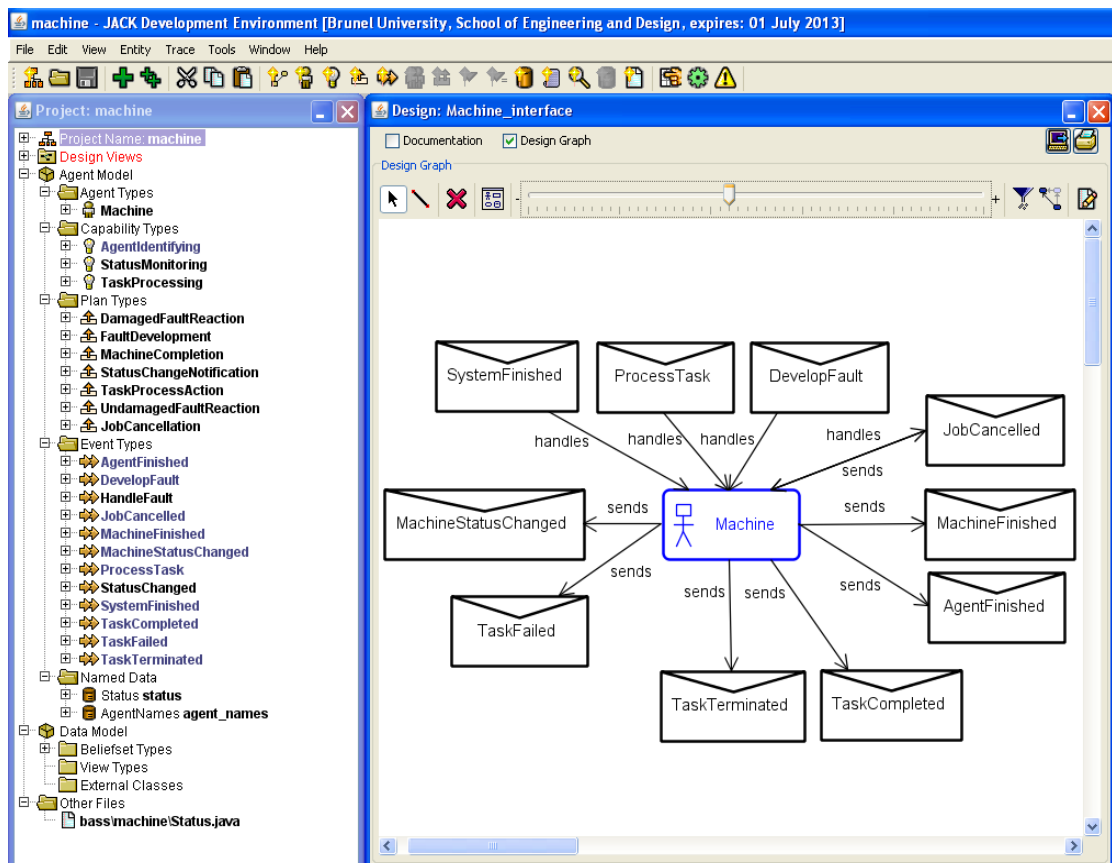 machine - JACK Development Environment [Brunel University, School of Engineering and Design, expires: 01 July 2013]
File Edit View Entity Trace Tools Window Help
Project: machine
Project Name: machine
Design Views
Agent Model
Agent Types
Machine
Capability Types
AgentIdentifying
StatusMonitoring
TaskProcessing
Plan Types
DamagedFaultReaction
FaultDevelopment
MachineCompletion
StatusChangeNotification
TaskProcessAction
UndamagedFaultReaction
JobCancellation
Event Types
AgentFinished
DevelopFault
HandleFault
JobCancelled
MachineFinished
MachineStatusChanged
ProcessTask
StatusChanged
SystemFinished
TaskCompleted
TaskFailed
TaskTerminated
Named Data
Status status
AgentNames agent_names
Data Model
Beliefset Types
View Types
External Classes
Other Files
bass\machine\Status.java
Design: Machine_interface
Documentation Design Graph
Design Graph
- +
SystemFinished ProcessTask DevelopFault
JobCancelled
handles handles handles handles
sends
MachineStatusChanged sends Machine sends MachineFinished
sends sends sends sends
AgentFinished
TaskFailed
TaskTerminated TaskCompleted